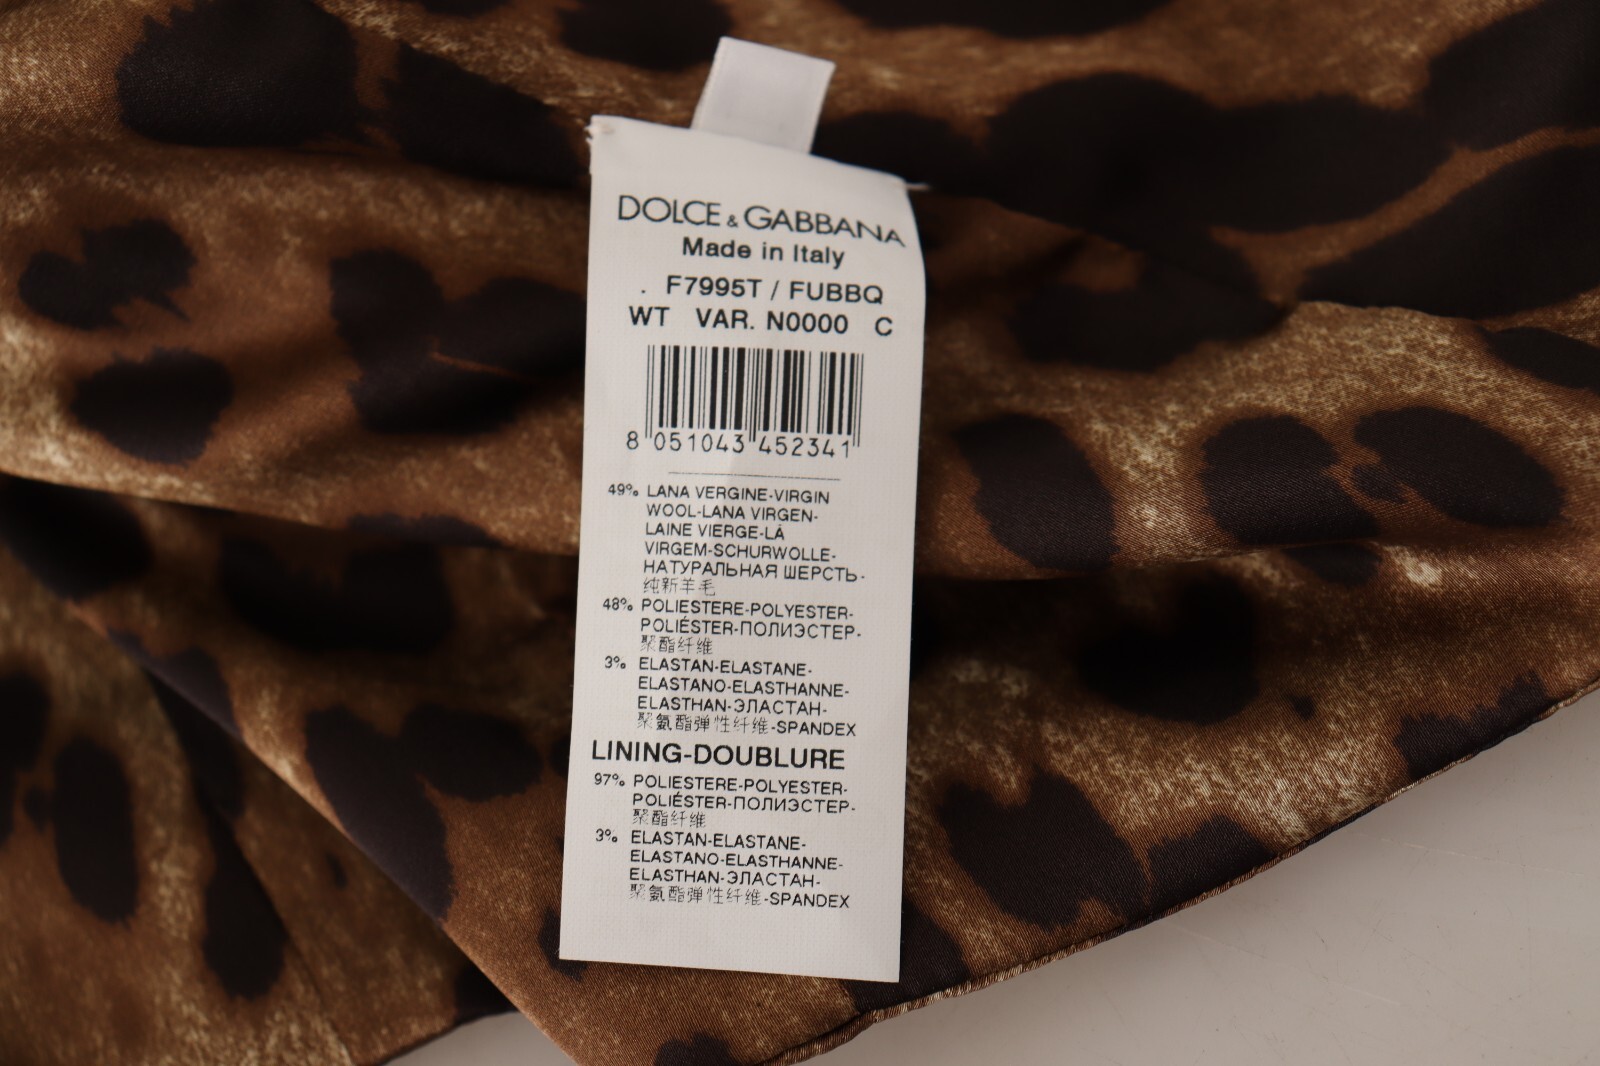 DOLCE & GABBANA
Made in Italy
. F7995T / FUBBQ
WT VAR. N0000 C
8 051043 452341
49% LANA VERGINE-VIRGIN
WOOL-LANA VIRGEN-
LAINE VIERGE-LÃ
VIRGEM-SCHURWOLLE-
НАТУРАЛЬНАЯ ШЕРСТЬ-
纯新羊毛
48% POLIESTERE-POLYESTER-
POLIÉSTER-ПОЛИЭСТЕР-
聚酯纤维
3% ELASTAN-ELASTANE-
ELASTANO-ELASTHANNE-
ELASTHAN-ЭЛАСТАН-
聚氨酯弹性纤维-SPANDEX
LINING-DOUBLURE
97% POLIESTERE-POLYESTER-
POLIÉSTER-ПОЛИЭСТЕР-
聚酯纤维
3% ELASTAN-ELASTANE-
ELASTANO-ELASTHANNE-
ELASTHAN-ЭЛАСТАН-
聚氨酯弹性纤维-SPANDEX